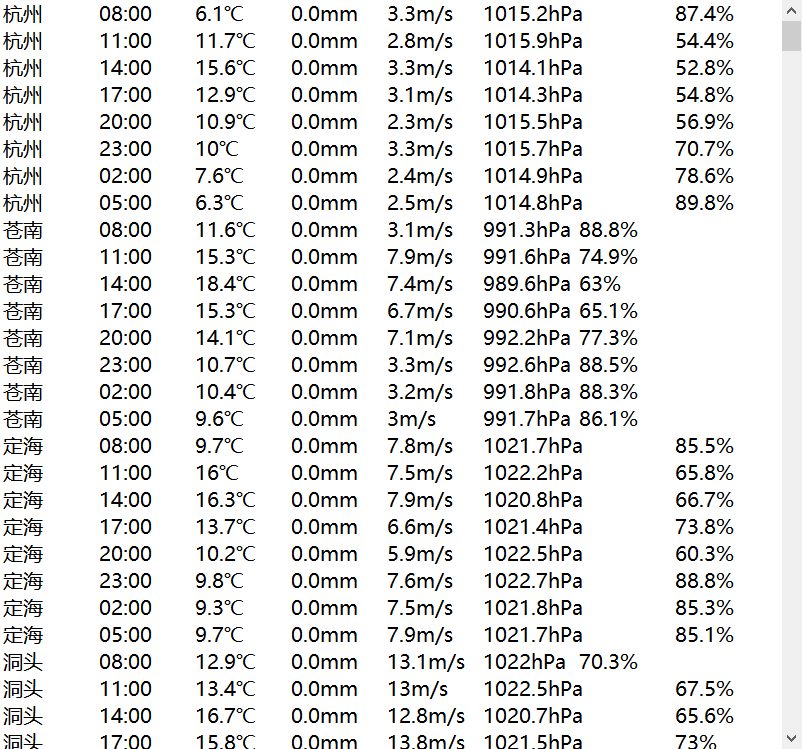 杭州 08:00 6.1℃ 0.0mm 3.3m/s 1015.2hPa 87.4%
杭州 11:00 11.7℃ 0.0mm 2.8m/s 1015.9hPa 54.4%
杭州 14:00 15.6℃ 0.0mm 3.3m/s 1014.1hPa 52.8%
杭州 17:00 12.9℃ 0.0mm 3.1m/s 1014.3hPa 54.8%
杭州 20:00 10.9℃ 0.0mm 2.3m/s 1015.5hPa 56.9%
杭州 23:00 10℃ 0.0mm 3.3m/s 1015.7hPa 70.7%
杭州 02:00 7.6℃ 0.0mm 2.4m/s 1014.9hPa 78.6%
杭州 05:00 6.3℃ 0.0mm 2.5m/s 1014.8hPa 89.8%
苍南 08:00 11.6℃ 0.0mm 3.1m/s 991.3hPa 88.8%
苍南 11:00 15.3℃ 0.0mm 7.9m/s 991.6hPa 74.9%
苍南 14:00 18.4℃ 0.0mm 7.4m/s 989.6hPa 63%
苍南 17:00 15.3℃ 0.0mm 6.7m/s 990.6hPa 65.1%
苍南 20:00 14.1℃ 0.0mm 7.1m/s 992.2hPa 77.3%
苍南 23:00 10.7℃ 0.0mm 3.3m/s 992.6hPa 88.5%
苍南 02:00 10.4℃ 0.0mm 3.2m/s 991.8hPa 88.3%
苍南 05:00 9.6℃ 0.0mm 3m/s 991.7hPa 86.1%
定海 08:00 9.7℃ 0.0mm 7.8m/s 1021.7hPa 85.5%
定海 11:00 16℃ 0.0mm 7.5m/s 1022.2hPa 65.8%
定海 14:00 16.3℃ 0.0mm 7.9m/s 1020.8hPa 66.7%
定海 17:00 13.7℃ 0.0mm 6.6m/s 1021.4hPa 73.8%
定海 20:00 10.2℃ 0.0mm 5.9m/s 1022.5hPa 60.3%
定海 23:00 9.8℃ 0.0mm 7.6m/s 1022.7hPa 88.8%
定海 02:00 9.3℃ 0.0mm 7.5m/s 1021.8hPa 85.3%
定海 05:00 9.7℃ 0.0mm 7.9m/s 1021.7hPa 85.1%
洞头 08:00 12.9℃ 0.0mm 13.1m/s 1022hPa 70.3%
洞头 11:00 13.4℃ 0.0mm 13m/s 1022.5hPa 67.5%
洞头 14:00 16.7℃ 0.0mm 12.8m/s 1020.7hPa 65.6%
洞头 17:00 15.8℃ 0.0mm 13.8m/s 1021.5hPa 73%